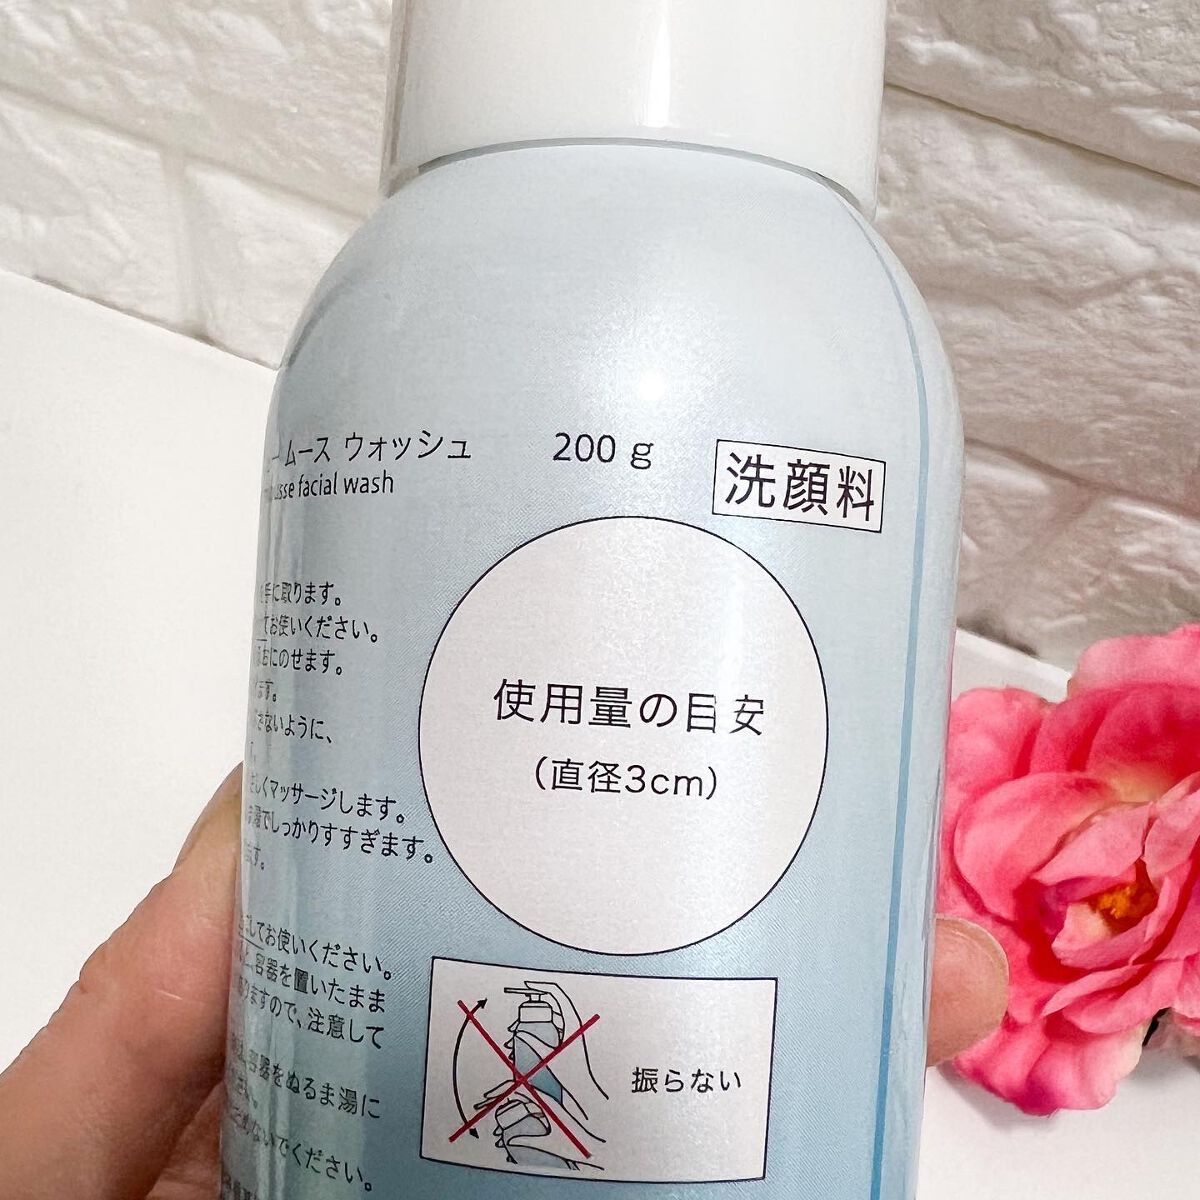 ムース ウォッシュ 200 g
facial wash
洗顔料
手に取ります。
てお使いください。
にのせます。
ます。
ないように、
しくマッサージします。
でしっかりすすぎます。
ます。
使用量の目安
(直径3cm)
してお使いください。
と、容器を置いたまま
りますので、注意して
容器をぬるま湯に
さい。
ないでください。
振らない